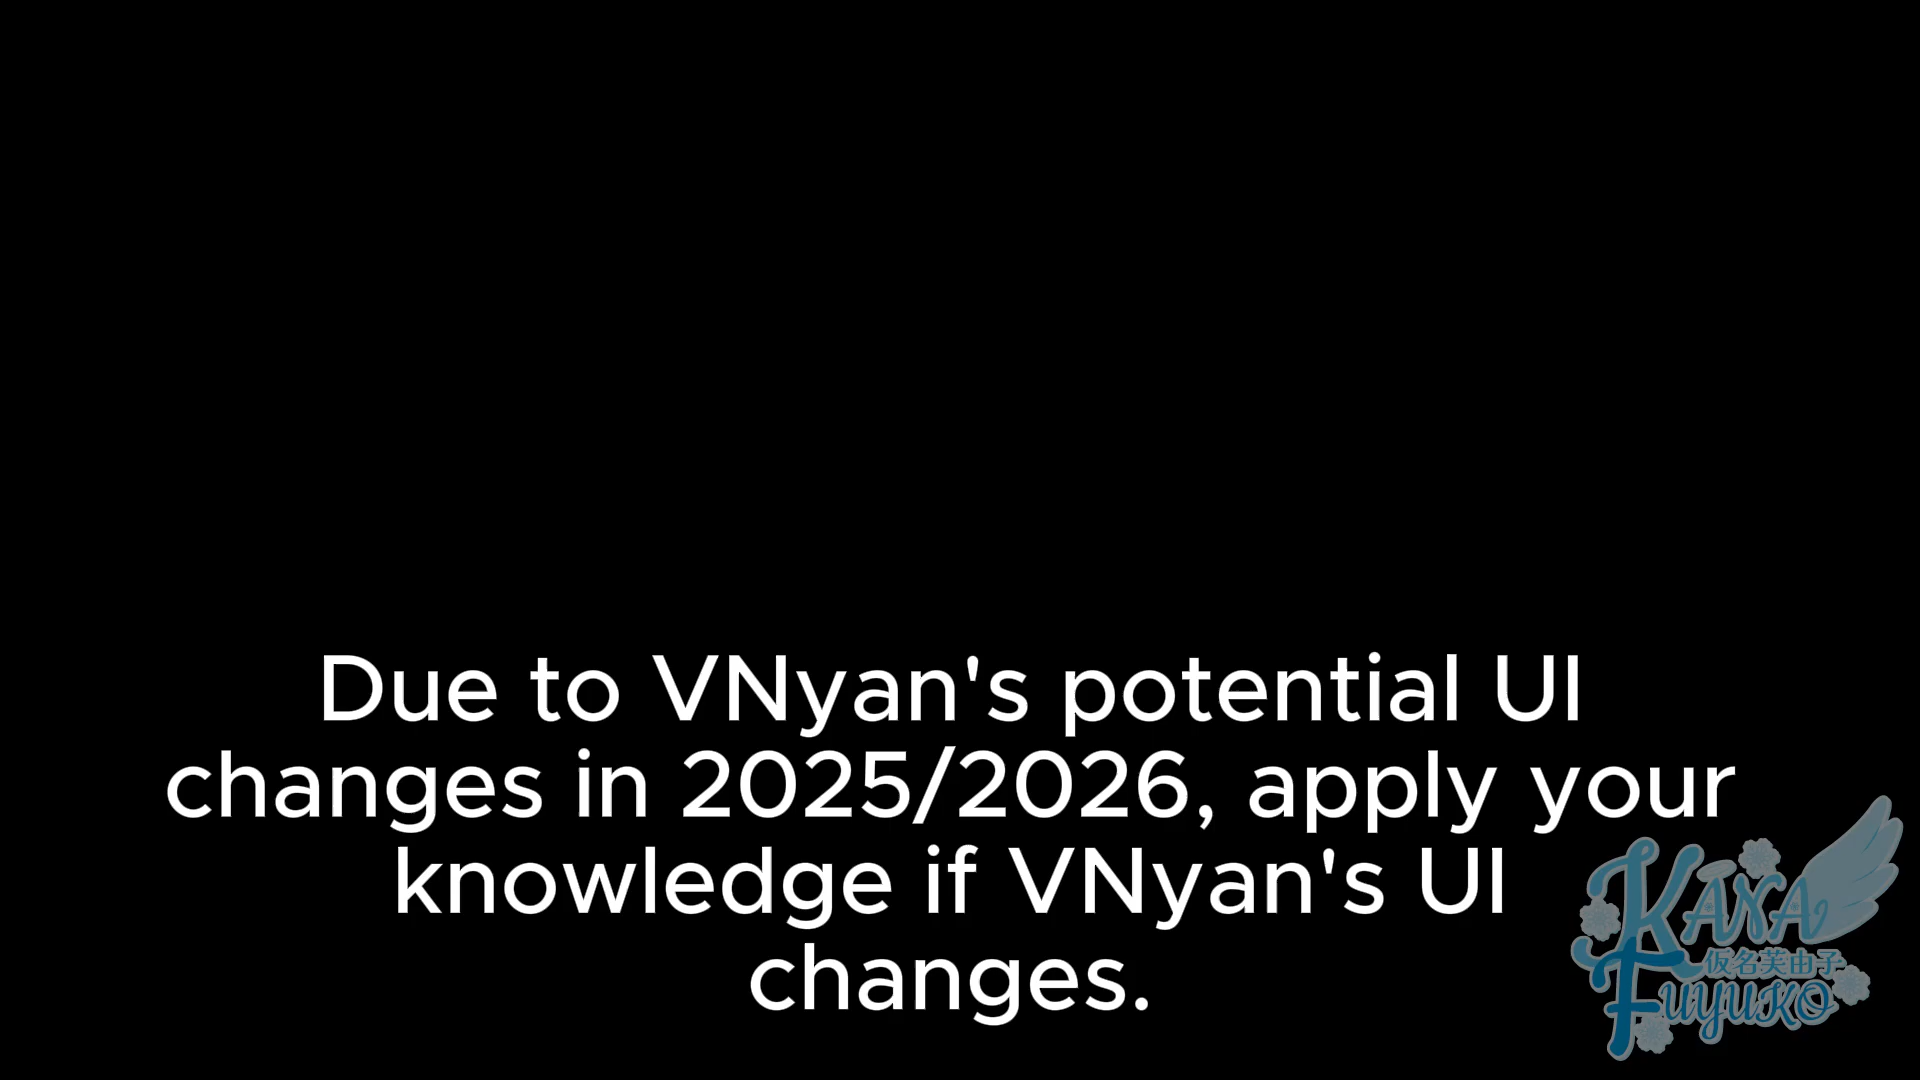 Due to VNyan's potential UI
changes in 2025/2026, apply your
knowledge if VNyan's UI
changes.
KANA
仮名芙由子
FUYUKO